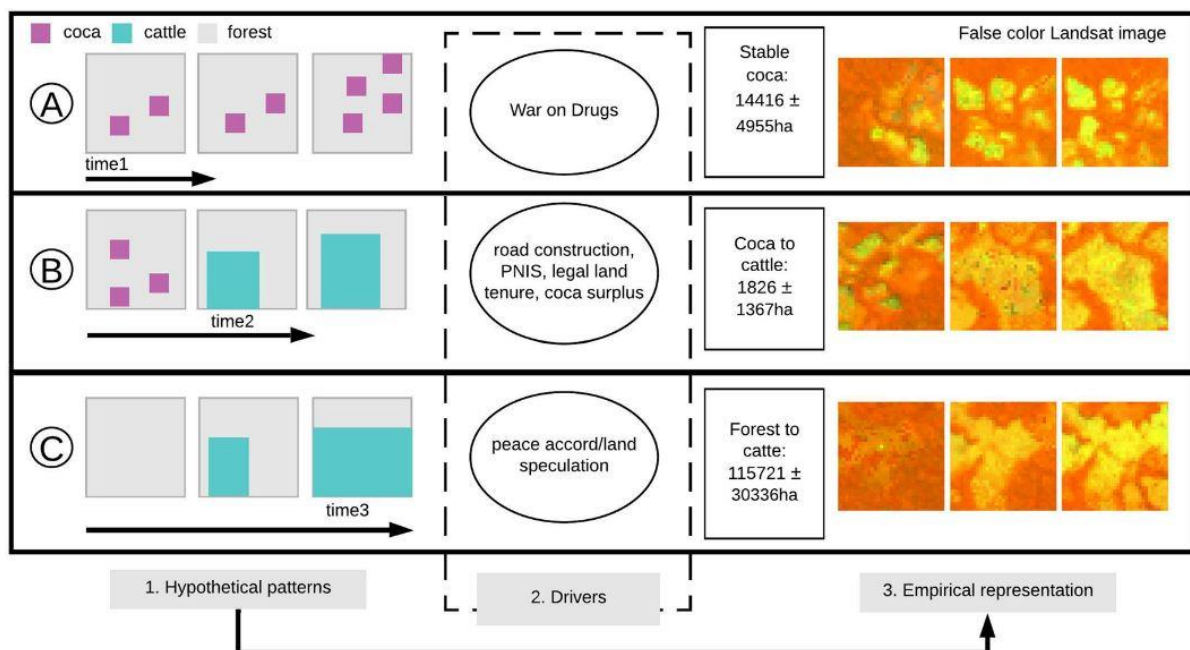 coca cattle forest
False color Landsat image
A
time1
War on Drugs
Stable
coca:
14416 ±
4955ha
B
time2
road construction,
PNIS, legal land
tenure, coca surplus
Coca to
cattle:
1826 ±
1367ha
C
time3
peace accord/land
speculation
Forest to
catte:
115721 ±
30336ha
1. Hypothetical patterns
2. Drivers
3. Empirical representation